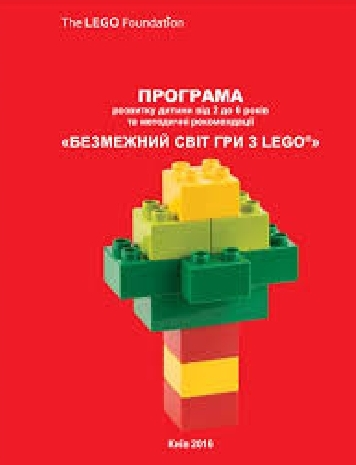 The LEGO Foundation
ПРОГРАМА
розвитку дитини від 2 до 6 років
та методичні рекомендації
«БЕЗМЕЖНИЙ СВІТ ГРИ З LEGO®»
Київ 2016